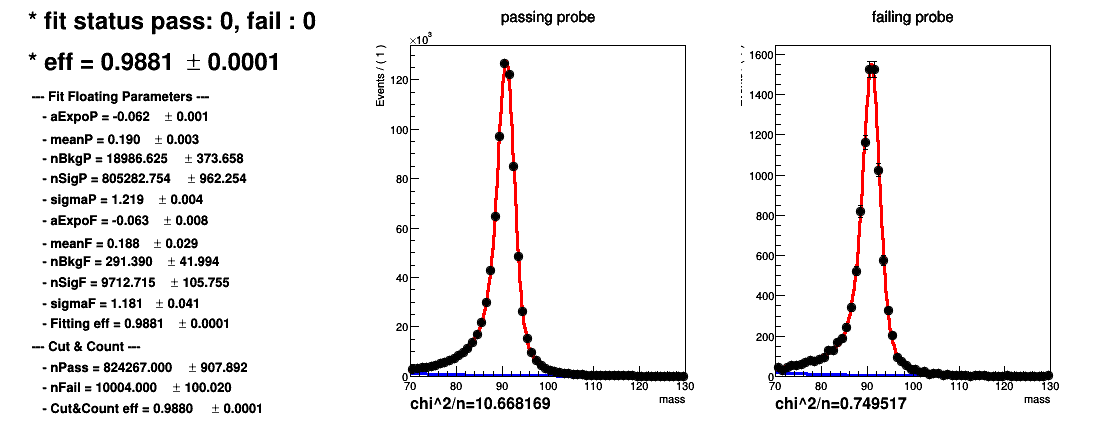 * fit status pass: 0, fail : 0
* eff = 0.9881 ± 0.0001
--- Fit Floating Parameters ---
- aExpoP = -0.062 ± 0.001
- meanP = 0.190 ± 0.003
- nBkgP = 18986.625 ± 373.658
- nSigP = 805282.754 ± 962.254
- sigmaP = 1.219 ± 0.004
- aExpoF = -0.063 ± 0.008
- meanF = 0.188 ± 0.029
- nBkgF = 291.390 ± 41.994
- nSigF = 9712.715 ± 105.755
- sigmaF = 1.181 ± 0.041
- Fitting eff = 0.9881 ± 0.0001
--- Cut & Count ---
- nPass = 824267.000 ± 907.892
- nFail = 10004.000 ± 100.020
- Cut&Count eff = 0.9880 ± 0.0001
passing probe
×10³
Events / ( 1 )
120
100
80
60
40
20
0
70 80 90 100 110 120 130
mass
chi^2/n=10.668169
failing probe
1600
1400
1200
1000
800
600
400
200
0
70 80 90 100 110 120 130
mass
chi^2/n=0.749517